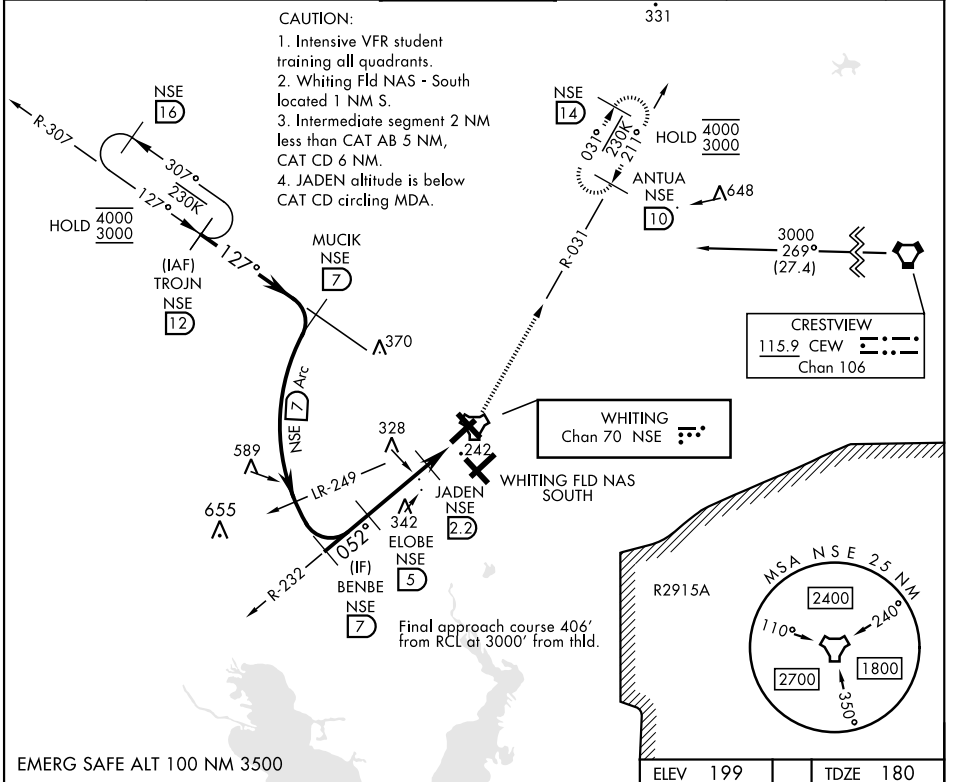 CAUTION:
1. Intensive VFR student
training all quadrants.
2. Whiting Fld NAS - South
located 1 NM S.
3. Intermediate segment 2 NM
less than CAT AB 5 NM,
CAT CD 6 NM.
4. JADEN altitude is below
CAT CD circling MDA.
331
NSE
16
R-307
307°
230K
127°
HOLD 4000
3000
127°
(IAF)
TROJN
NSE
12
MUCIK
NSE
7
370
NSE 7 Arc
NSE
14
031°
230K
211°
HOLD 4000
3000
ANTUA
NSE
10
648
R-031
3000
269°
(27.4)
CRESTVIEW
115.9 CEW
Chan 106
WHITING
Chan 70 NSE
328
242
589
LR-249
655
WHITING FLD NAS
SOUTH
JADEN
NSE
2.2
342
ELOBE
NSE
5
052°
(IF)
BENBE
NSE
7
R-232
Final approach course 406'
from RCL at 3000' from thld.
R2915A
MSA NSE 25 NM
2400
110°
240°
2700
1800
350°
EMERG SAFE ALT 100 NM 3500
ELEV 199
TDZE 180